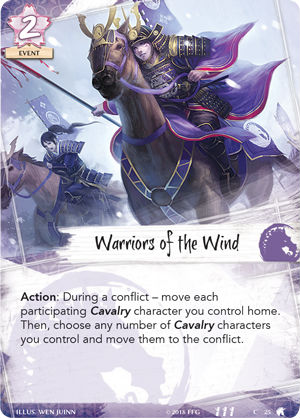 2
EVENT
Warriors of the Wind
Action: During a conflict – move each
participating Cavalry character you control home.
Then, choose any number of Cavalry characters
you control and move them to the conflict.
ILLUS. WEN JUINN
© 2018 FFG
C 25